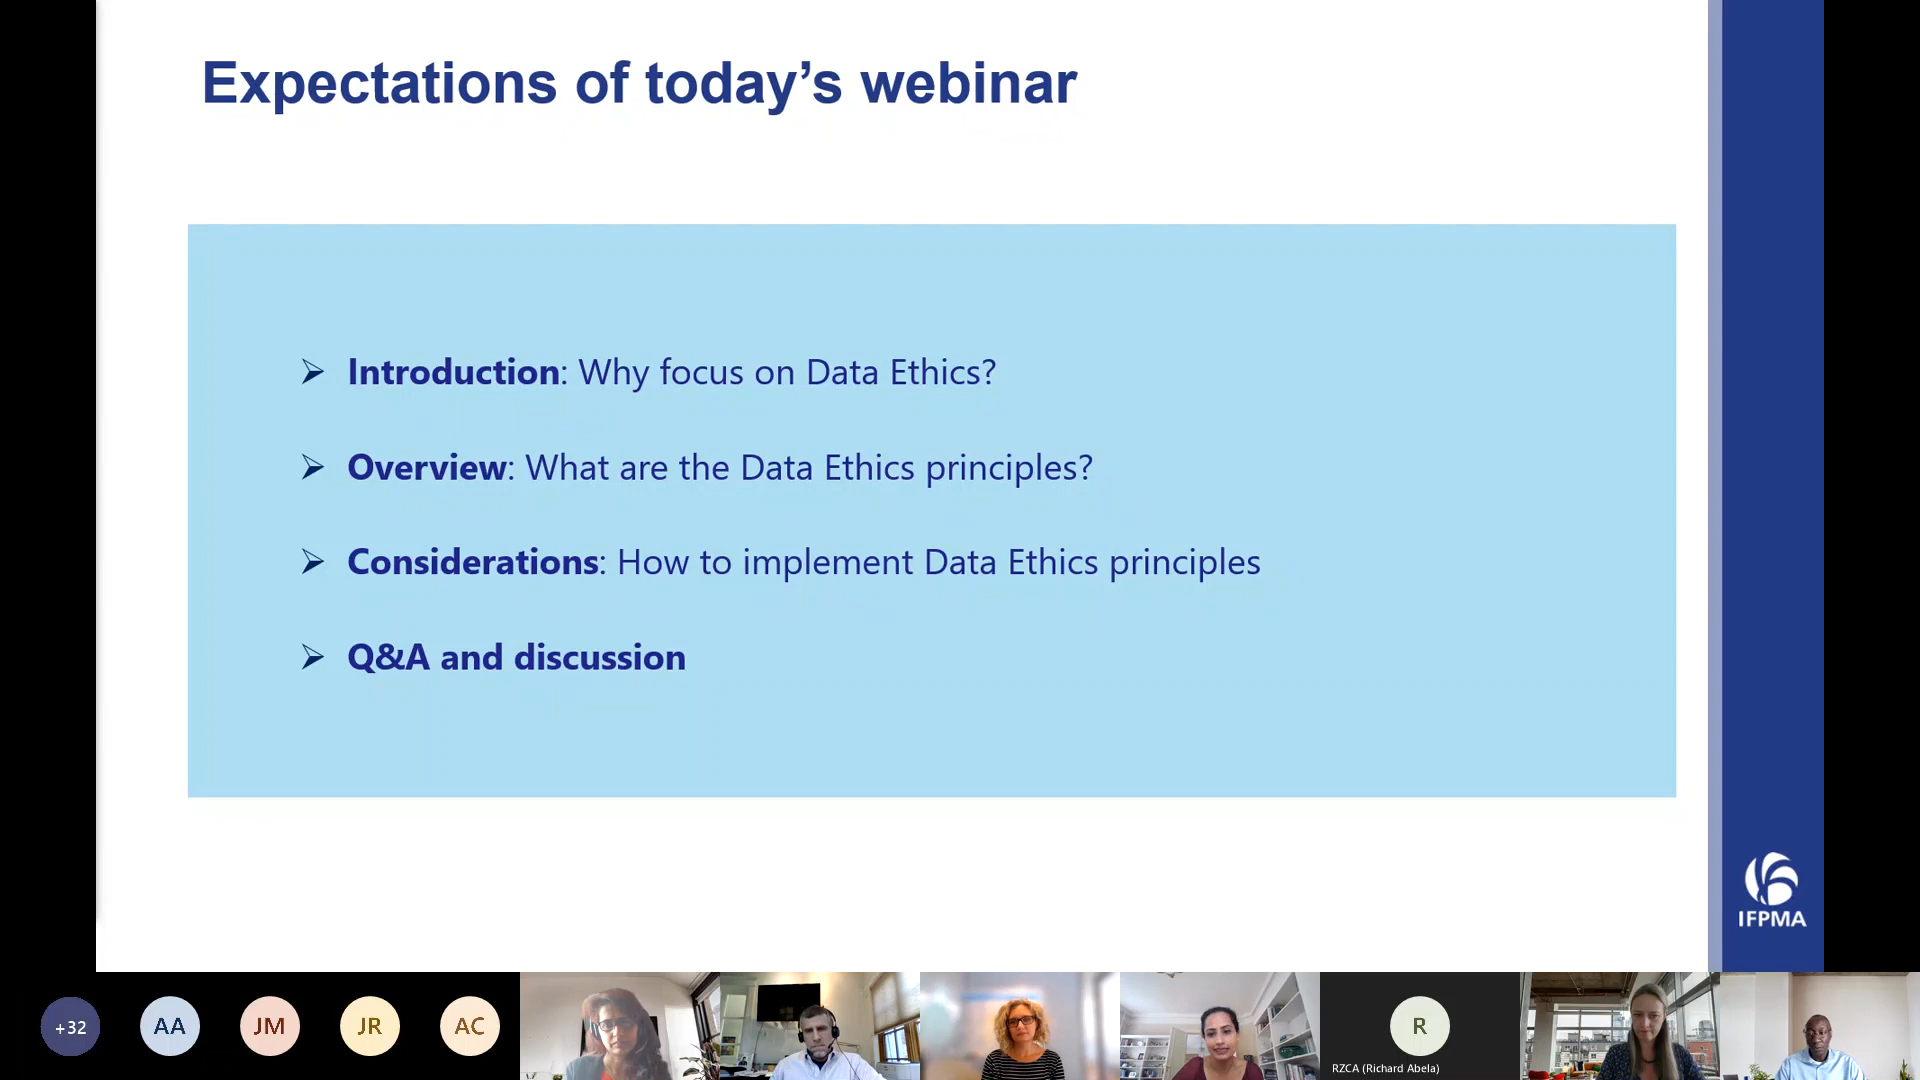 Expectations of today’s webinar
➢ Introduction: Why focus on Data Ethics?
➢ Overview: What are the Data Ethics principles?
➢ Considerations: How to implement Data Ethics principles
➢ Q&A and discussion
IFPMA
+32
AA
JM
JR
AC
R
RZCA (Richard Abela)